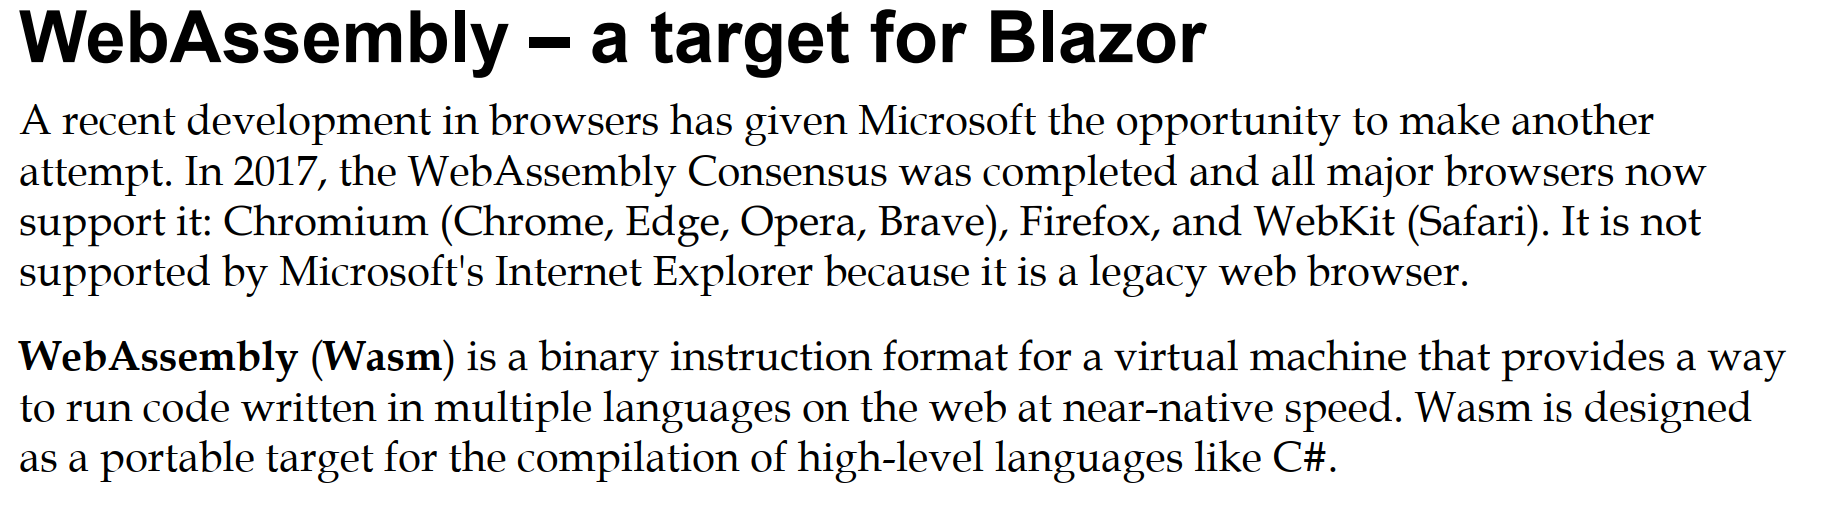 WebAssembly – a target for Blazor
A recent development in browsers has given Microsoft the opportunity to make another
attempt. In 2017, the WebAssembly Consensus was completed and all major browsers now
support it: Chromium (Chrome, Edge, Opera, Brave), Firefox, and WebKit (Safari). It is not
supported by Microsoft's Internet Explorer because it is a legacy web browser.
WebAssembly (Wasm) is a binary instruction format for a virtual machine that provides a way
to run code written in multiple languages on the web at near-native speed. Wasm is designed
as a portable target for the compilation of high-level languages like C#.